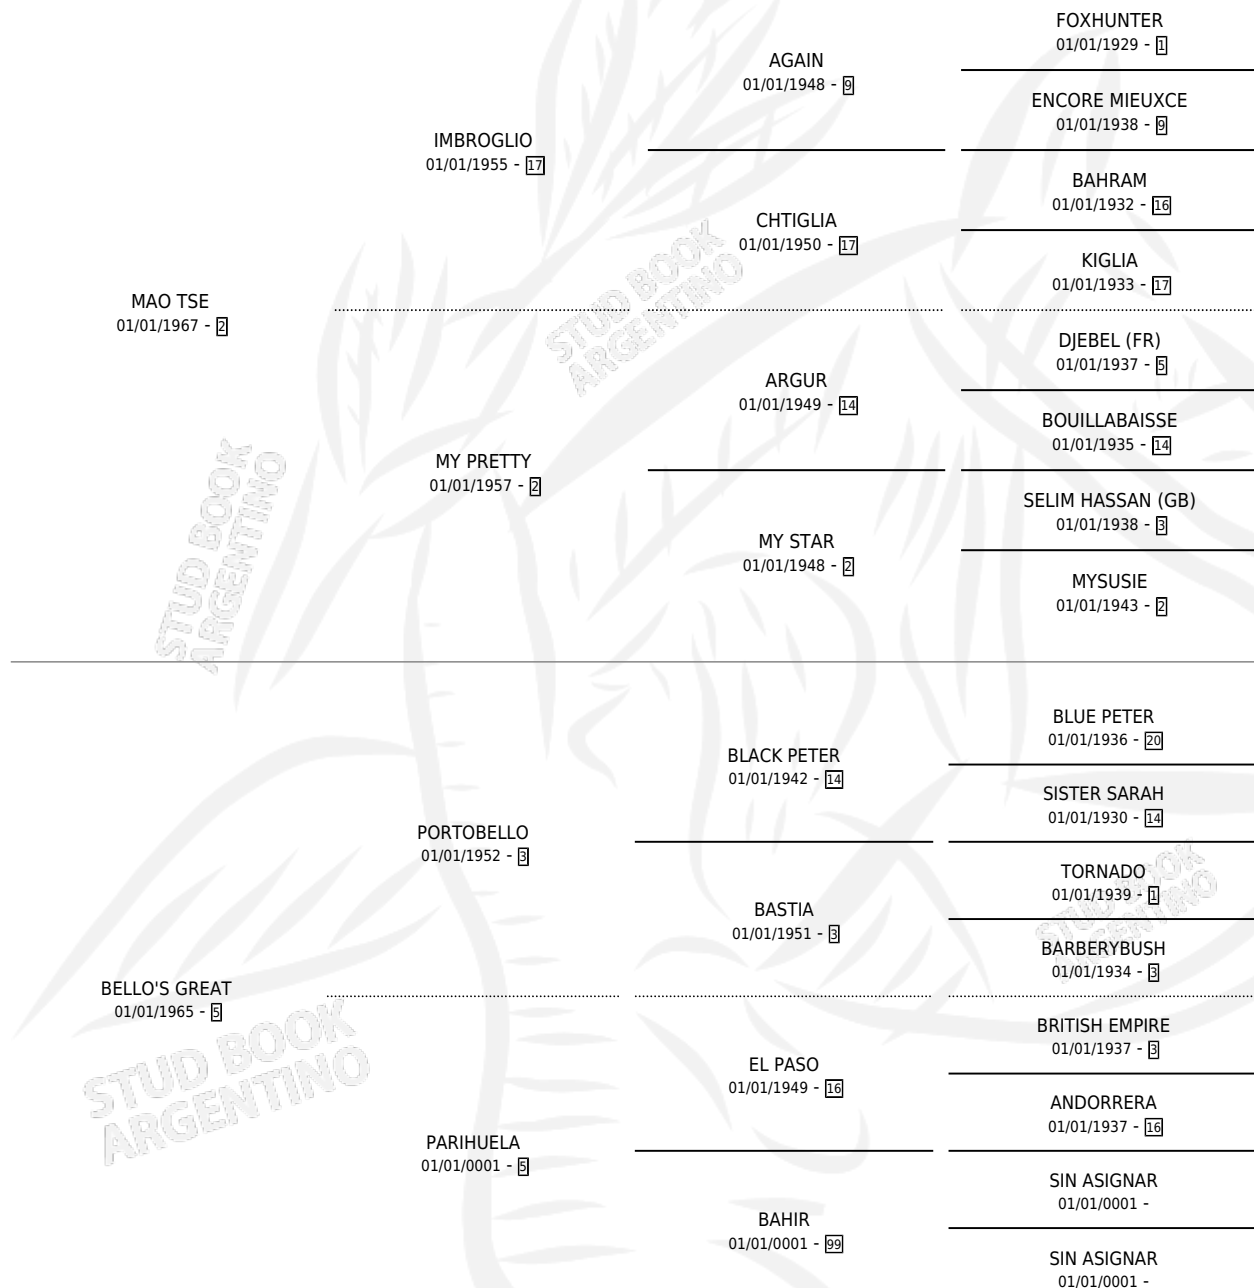 FOXHUNTER
01/01/1929 - 1
AGAIN
01/01/1948 - 9
ENCORE MIEUXCE
01/01/1938 - 9
IMBROGLIO
01/01/1955 - 17
BAHRAM
01/01/1932 - 16
CHTIGLIA
01/01/1950 - 17
KIGLIA
01/01/1933 - 17
MAO TSE
01/01/1967 - 2
STUD BOOK
ARGENTINO
DJEBEL (FR)
01/01/1937 - 5
ARGUR
01/01/1949 - 14
BOUILLABAISSE
01/01/1935 - 14
MY PRETTY
01/01/1957 - 2
SELIM HASSAN (GB)
01/01/1938 - 3
MY STAR
01/01/1948 - 2
MYSUSIE
01/01/1943 - 2
STUD BOOK
ARGENTINO
BLUE PETER
01/01/1936 - 20
BLACK PETER
01/01/1942 - 14
SISTER SARAH
01/01/1930 - 14
PORTOBELLO
01/01/1952 - 3
TORNADO
01/01/1939 - 1
BASTIA
01/01/1951 - 3
STUD BOOK
ARGENTINO
BARBERYBUSH
01/01/1934 - 3
BELLO'S GREAT
01/01/1965 - 5
STUD BOOK
ARGENTINO
BRITISH EMPIRE
01/01/1937 - 3
EL PASO
01/01/1949 - 16
ANDORRERA
01/01/1937 - 16
PARIHUELA
01/01/0001 - 5
SIN ASIGNAR
01/01/0001 -
BAHIR
01/01/0001 - 99
SIN ASIGNAR
01/01/0001 -